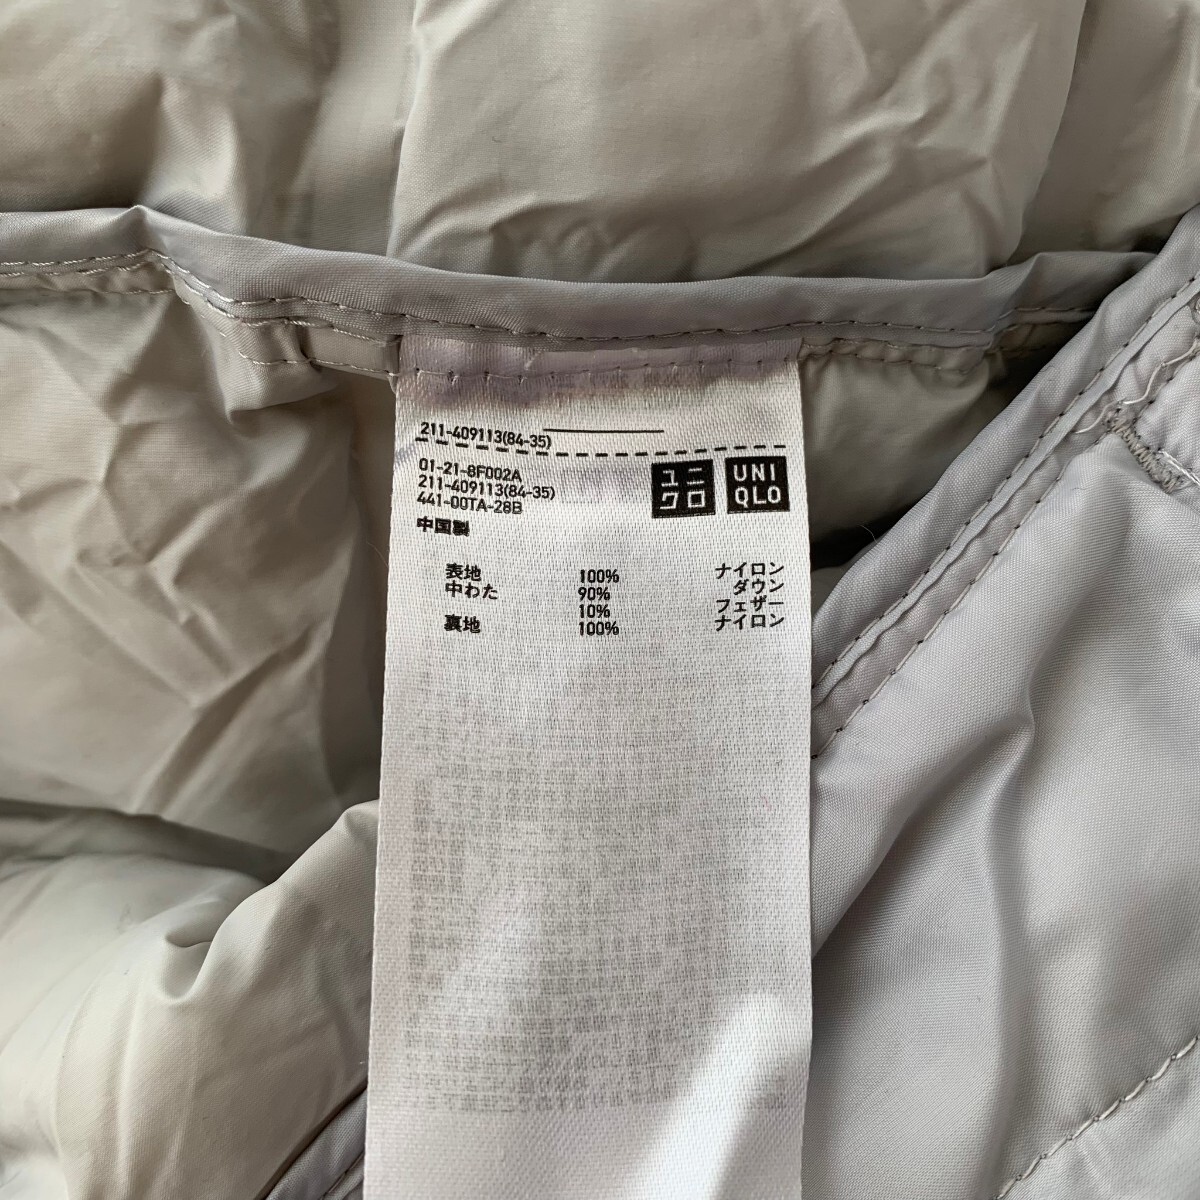 211-409113(84-35)
01-21-8F002A
211-409113(84-35)
441-00TA-28B
中国製
ユニ
クロ
UNI
QLO
表地 100% ナイロン
中わた 90% ダウン
10% フェザー
裏地 100% ナイロン